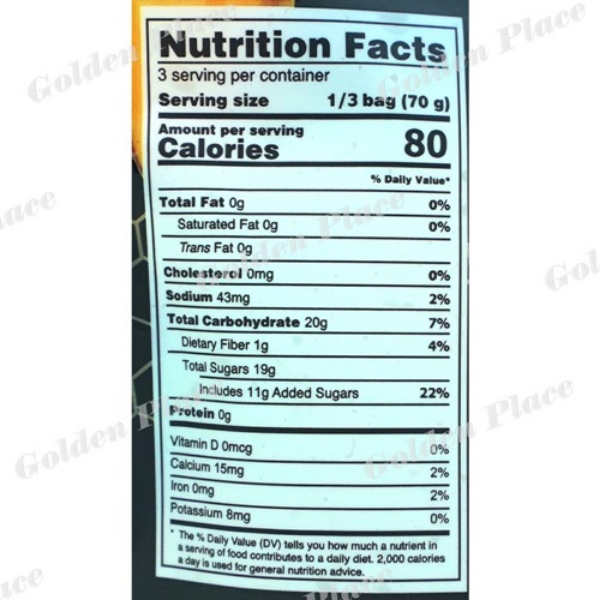 Nutrition Facts
3 serving per container
Serving size 1/3 bag (70 g)
Amount per serving
Calories 80
% Daily Value*
Total Fat 0g 0%
Saturated Fat 0g 0%
Trans Fat 0g
Cholesterol 0mg 0%
Sodium 43mg 2%
Total Carbohydrate 20g 7%
Dietary Fiber 1g 4%
Total Sugars 19g
Includes 11g Added Sugars 22%
Protein 0g
Vitamin D 0mcg 0%
Calcium 15mg 2%
Iron 0mg 2%
Potassium 8mg 0%
* The % Daily Value (DV) tells you how much a nutrient in
a serving of food contributes to a daily diet. 2,000 calories
a day is used for general nutrition advice.
Golden Place
Golden Place
Golden Place
Golden Place
Golden Place
Golden Place